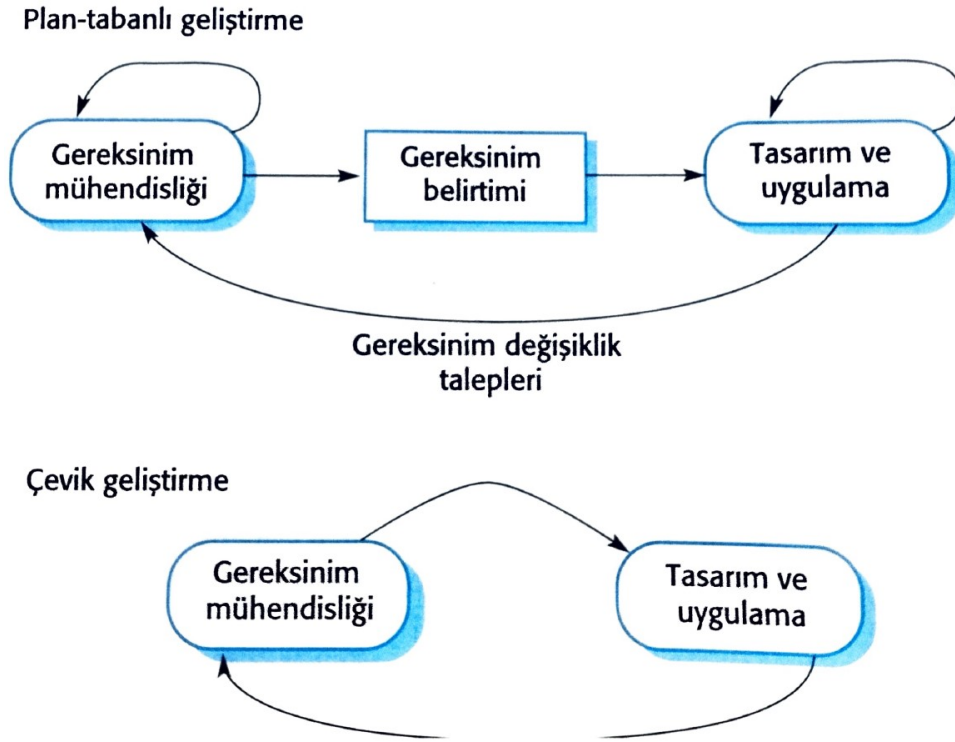 Plan-tabanlı geliştirme
Gereksinim
mühendisliği
Gereksinim
belirtimi
Tasarım ve
uygulama
Gereksinim değişiklik
talepleri
Çevik geliştirme
Gereksinim
mühendisliği
Tasarım ve
uygulama